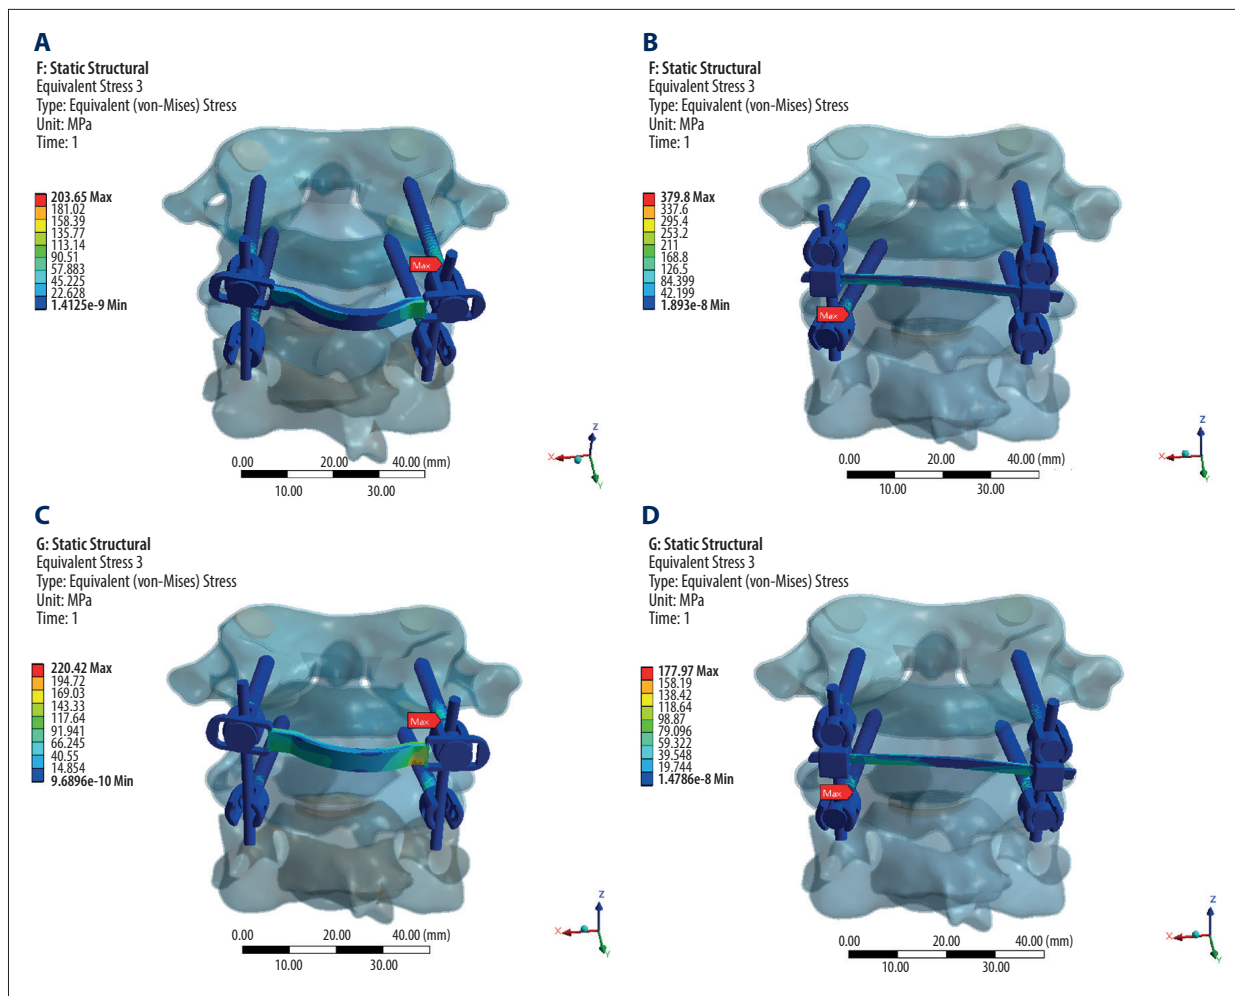 A
F: Static Structural
Equivalent Stress 3
Type: Equivalent (von-Mises) Stress
Unit: MPa
Time: 1
203.65 Max
181.02
158.39
135.77
113.14
90.51
57.883
45.225
22.628
1.4125e-9 Min
Max
0.00
20.00
40.00 (mm)
10.00
30.00
Z
X
Y
B
F: Static Structural
Equivalent Stress 3
Type: Equivalent (von-Mises) Stress
Unit: MPa
Time: 1
379.8 Max
337.6
295.4
253.2
211
168.8
126.5
84.399
42.199
1.893e-8 Min
Max
0.00
20.00
40.00 (mm)
10.00
30.00
Z
X
Y
C
G: Static Structural
Equivalent Stress 3
Type: Equivalent (von-Mises) Stress
Unit: MPa
Time: 1
220.42 Max
194.72
169.03
143.33
117.64
91.941
66.245
40.55
14.854
9.6896e-10 Min
Max
0.00
20.00
40.00 (mm)
10.00
30.00
Z
X
Y
D
G: Static Structural
Equivalent Stress 3
Type: Equivalent (von-Mises) Stress
Unit: MPa
Time: 1
177.97 Max
158.19
138.42
118.64
98.87
79.096
59.322
39.548
19.744
1.4786e-8 Min
Max
0.00
20.00
40.00 (mm)
10.00
30.00
Z
X
Y